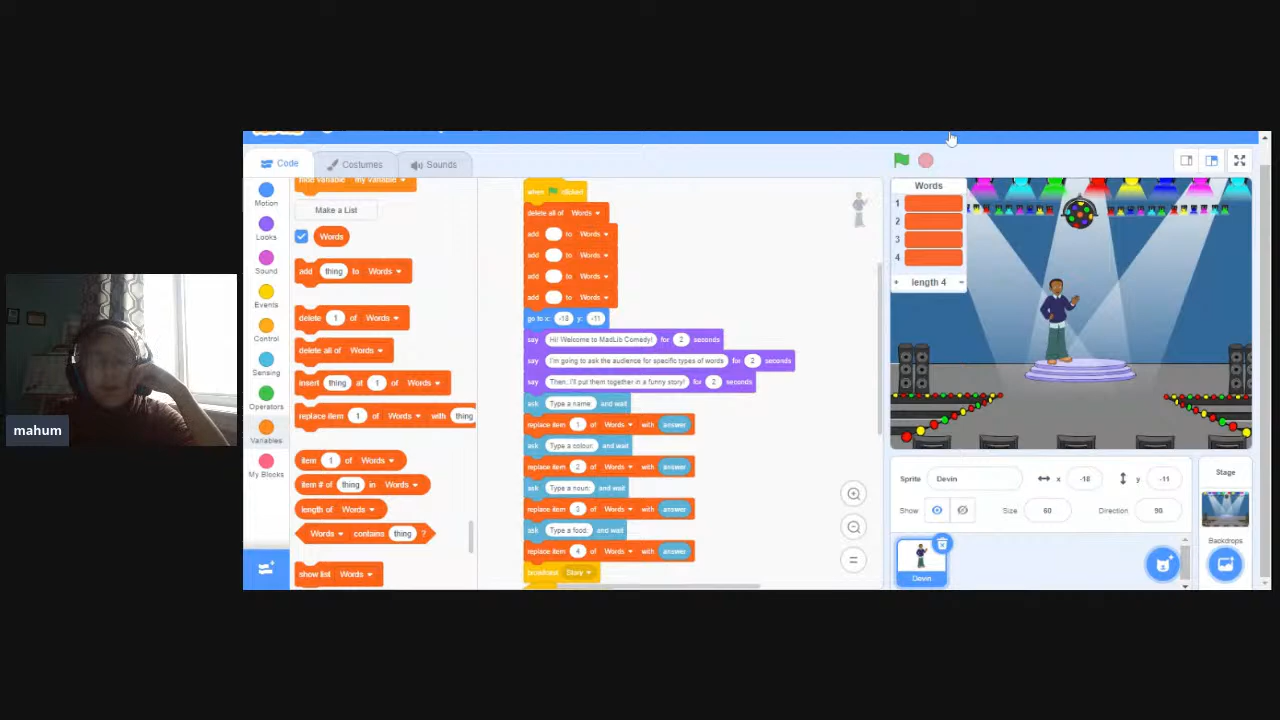 Code
Costumes
Sounds
Motion
Looks
Sound
Events
Control
Sensing
Operators
Variables
My Blocks
hide variable my variable
Make a List
Words
add thing to Words
delete 1 of Words
delete all of Words
insert thing at 1 of Words
replace item 1 of Words with thing
item 1 of Words
item # of thing in Words
length of Words
Words contains thing ?
show list Words
when clicked
delete all of Words
add to Words
add to Words
add to Words
add to Words
go to x: -18 y: -11
say Hi! Welcome to MadLib Comedy! for 2 seconds
say I'm going to ask the audience for specific types of words for 2 seconds
say Then, I'll put them together in a funny story! for 2 seconds
ask Type a name: and wait
replace item 1 of Words with answer
ask Type a colour: and wait
replace item 2 of Words with answer
ask Type a noun: and wait
replace item 3 of Words with answer
ask Type a food: and wait
replace item 4 of Words with answer
broadcast Story
Words
1
2
3
4
+ length 4 =
Sprite Devin x -18 y -11
Show Size 60 Direction 90
Devin
Stage
Backdrops
mahum